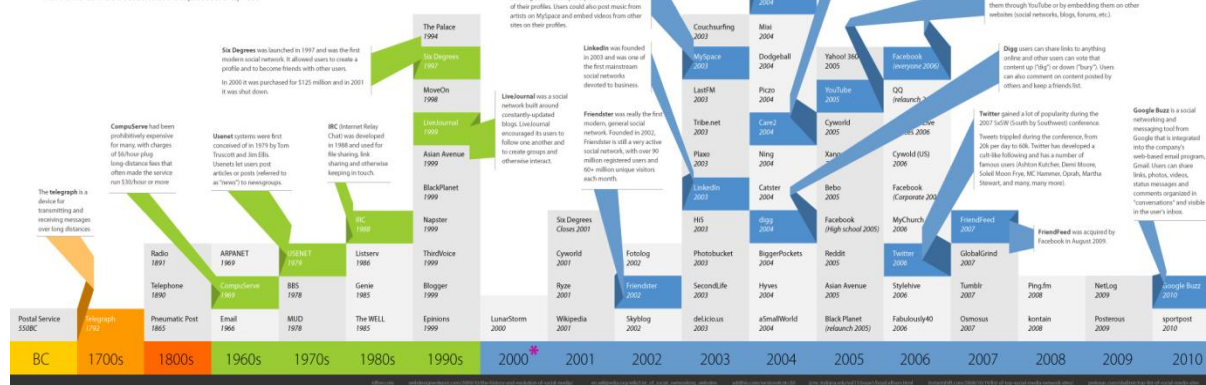 of their profiles. Users could also post music from
artists on MySpace and embed videos from other
sites on their profiles.
them through YouTube or by embedding them on other
websites (social networks, blogs, forums, etc.).
Six Degrees was launched in 1997 and was the first
modern social network. It allowed users to create a
profile and to become friends with other users.
In 2000 it was purchased for $125 million and in 2001
it was shut down.
LinkedIn was founded
in 2003 and was one of
the first mainstream
social networks
devoted to business.
Digg users can share links to anything
online and other users can vote that
content up ("dig") or down ("bury"). Users
can also comment on content posted by
others and keep a friends list.
CompuServe had been
prohibitively expensive
for many, with charges
of $6/hour plug
long-distance fees that
often made the service
run $30/hour or more
Usenet systems were first
conceived of in 1979 by Tom
Truscott and Jim Ellis.
Usenets let users post
articles or posts (referred to
as "news") to newsgroups.
IRC (Internet Relay
Chat) was developed
in 1988 and used for
file-sharing, link
sharing and otherwise
keeping in touch.
LiveJournal was a social
network built around
constantly-updated
blogs. LiveJournal
encouraged its users to
follow one another and
to create groups and
otherwise interact.
Friendster was really the first
modern, general social
network. Founded in 2002,
Friendster is still a very active
social network, with over 90
million registered users and
60+ million unique visitors
each month.
Twitter gained a lot of popularity during the
2007 SxSW (South by Southwest) conference.
Tweets trippled during the conference, from
20k per day to 60k. Twitter has developed a
cult-like following and has a number of
famous users (Ashton Kutcher, Demi Moore,
Soleil Moon Frye, MC Hammer, Oprah, Martha
Stewart, and many, many more).
Google Buzz is a social
networking and
messaging tool from
Google that is integrated
into the company's
web-based email program,
Gmail. Users can share
links, photos, videos,
status messages and
comments organized in
"conversations" and visible
in the user's inbox.
The telegraph is a
device for
transmitting and
receiving messages
over long distances.
FriendFeed was acquired by
Facebook in August 2009.
Postal Service
550BC
Telegraph
1792
Radio
1891
Telephone
1890
Pneumatic Post
1865
ARPANET
1969
CompuServe
1969
Email
1966
USENET
1979
BBS
1978
MUD
1978
IRC
1988
Listserv
1986
Genie
1985
The WELL
1985
The Palace
1994
Six Degrees
1997
MoveOn
1998
LiveJournal
1999
Asian Avenue
1999
BlackPlanet
1999
Napster
1999
ThirdVoice
1999
Blogger
1999
Epinions
1999
LunarStorm
2000
Six Degrees
Closes 2001
Cyworld
2001
Ryze
2001
Wikipedia
2001
Fotolog
2002
Friendster
2002
Skyblog
2002
Couchsurfing
2003
MySpace
2003
LastFM
2003
Tribe.net
2003
Plaxo
2003
LinkedIn
2003
Hi5
2003
Photobucket
2003
SecondLife
2003
del.icio.us
2003
2004
Mixi
2004
Dodgeball
2004
Piczo
2004
Care2
2004
Ning
2004
Catster
2004
digg
2004
BiggerPockets
2004
Hyves
2004
aSmallWorld
2004
Yahoo! 360
2005
YouTube
2005
Cyworld
2005
2005
Bebo
2005
Facebook
(High school 2005)
Reddit
2005
Asian Avenue
2005
Black Planet
(relaunch 2005)
Facebook
(everyone 2006)
QQ
(relaunch
2006
Cywold (US)
2006
Facebook
(Corporate
MyChurch
2006
Twitter
2006
Stylehive
2006
Fabulously40
2006
FriendFeed
2007
GlobalGrind
2007
Tumblr
2007
Osmosus
2007
Ping.fm
2008
kontain
2008
NetLog
2009
Posterous
2009
Google Buzz
2010
sportpost
2010
BC 1700s 1800s 1960s 1970s 1980s 1990s 2000* 2001 2002 2003 2004 2005 2006 2007 2008 2009 2010